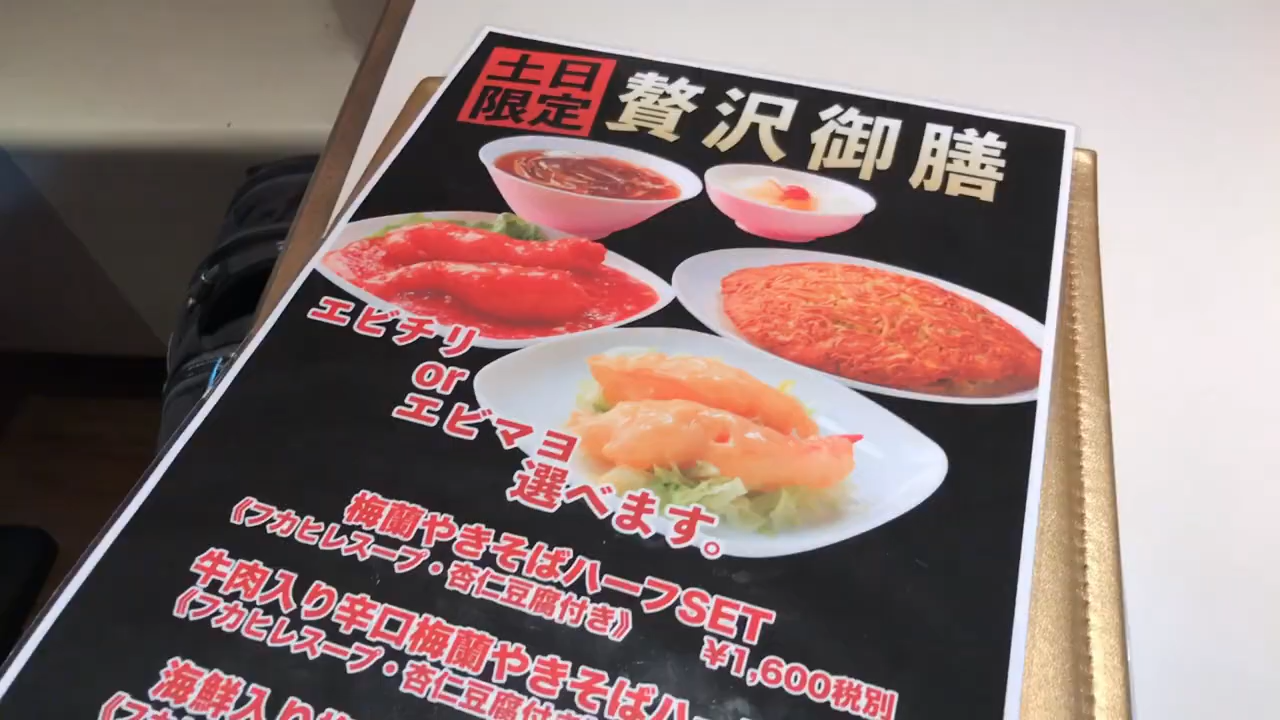 土日
限定
贅沢御膳
エビチリ
or
エビマヨ
選べます。
梅蘭やきそばハーフSET
《フカヒレスープ・杏仁豆腐付き》
¥1,600税別
牛肉入り辛口梅蘭やきそばハー
《フカヒレスープ・杏仁豆腐付き
海鮮入り梅
《フカ